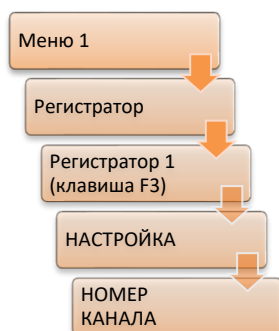 Меню 1
Регистратор
Регистратор 1
(клавиша F3)
НАСТРОЙКА
НОМЕР
КАНАЛА